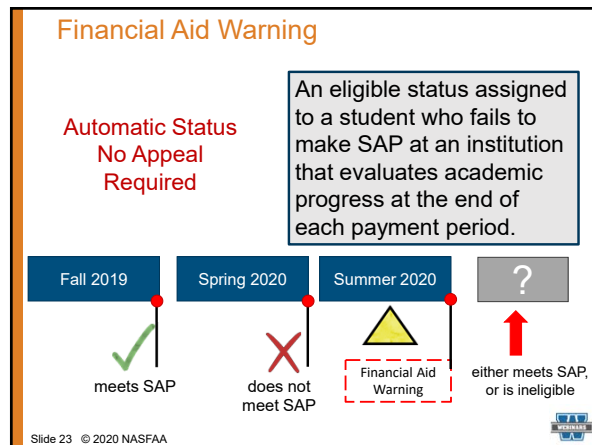 Financial Aid Warning
Automatic Status
No Appeal
Required
An eligible status assigned
to a student who fails to
make SAP at an institution
that evaluates academic
progress at the end of
each payment period.
Fall 2019
Spring 2020
Summer 2020
?
meets SAP
does not
meet SAP
Financial Aid
Warning
either meets SAP,
or is ineligible
Slide 23 © 2020 NASFAA
W
WEBINARS